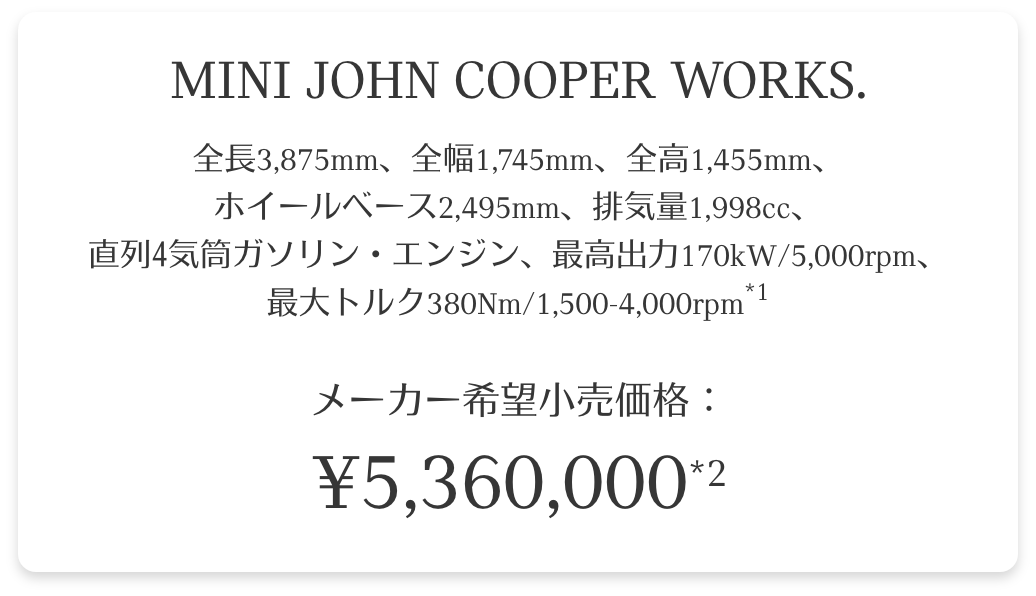 MINI JOHN COOPER WORKS.
全長3,875mm、全幅1,745mm、全高1,455mm、
ホイールベース2,495mm、排気量1,998cc、
直列4気筒ガソリン・エンジン、最高出力170kW/5,000rpm、
最大トルク380Nm/1,500-4,000rpm*1
メーカー希望小売価格：
¥5,360,000*2